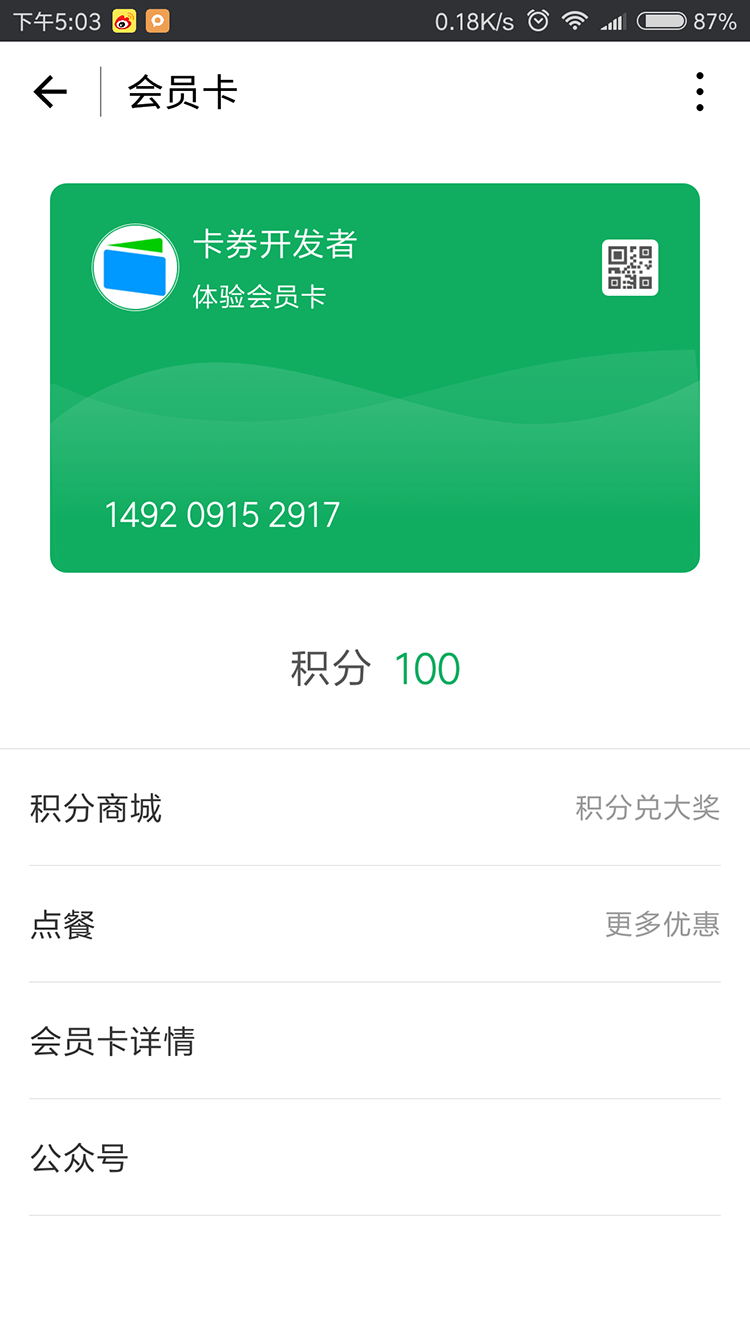 下午5:03 0.18K/s 87%
会员卡
卡券开发者
体验会员卡
1492 0915 2917
积分 100
积分商城 积分兑大奖
点餐 更多优惠
会员卡详情
公众号